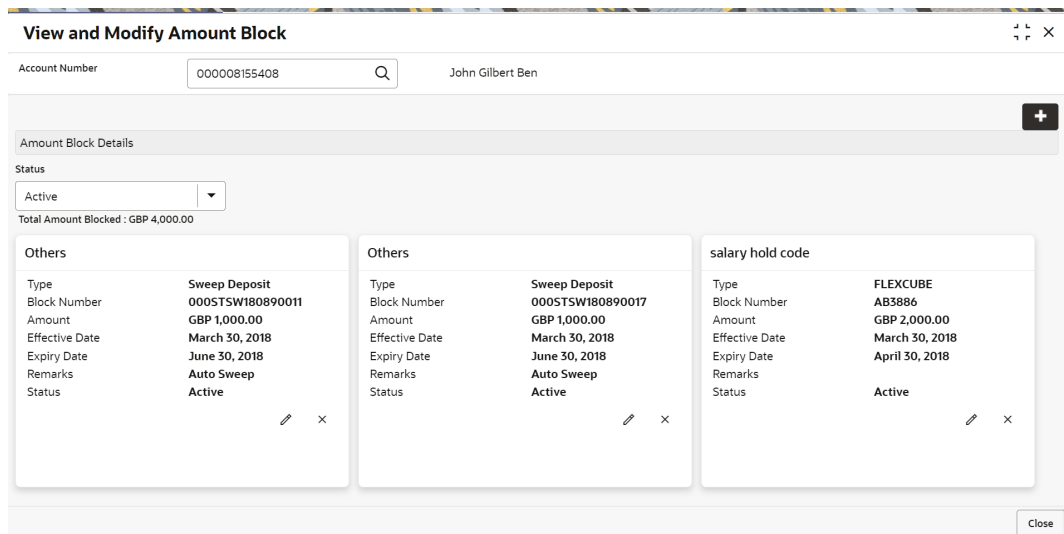 View and Modify Amount Block
Account Number 000008155408 John Gilbert Ben
Amount Block Details
Status
Active
Total Amount Blocked : GBP 4,000.00
Others
Type Sweep Deposit
Block Number 000STSW180890011
Amount GBP 1,000.00
Effective Date March 30, 2018
Expiry Date June 30, 2018
Remarks Auto Sweep
Status Active
Others
Type Sweep Deposit
Block Number 000STSW180890017
Amount GBP 1,000.00
Effective Date March 30, 2018
Expiry Date June 30, 2018
Remarks Auto Sweep
Status Active
salary hold code
Type FLEXCUBE
Block Number AB3886
Amount GBP 2,000.00
Effective Date March 30, 2018
Expiry Date April 30, 2018
Remarks
Status Active
Close